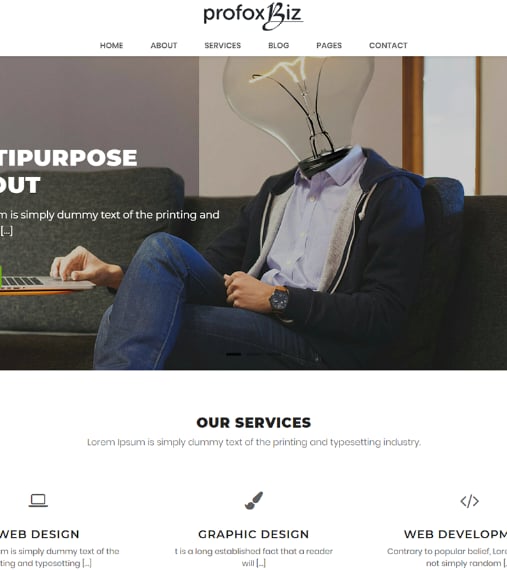 profoxBiz
HOME ABOUT SERVICES BLOG PAGES CONTACT
TIPURPOSE
OUT
m is simply dummy text of the printing and
[...]
OUR SERVICES
Lorem Ipsum is simply dummy text of the printing and typesetting industry.
WEB DESIGN GRAPHIC DESIGN WEB DEVELOPM
m is simply dummy text of the t is a long established fact that a reader Contrary to popular belief, Lor
ting and typesetting [...] will [...] not simply random [